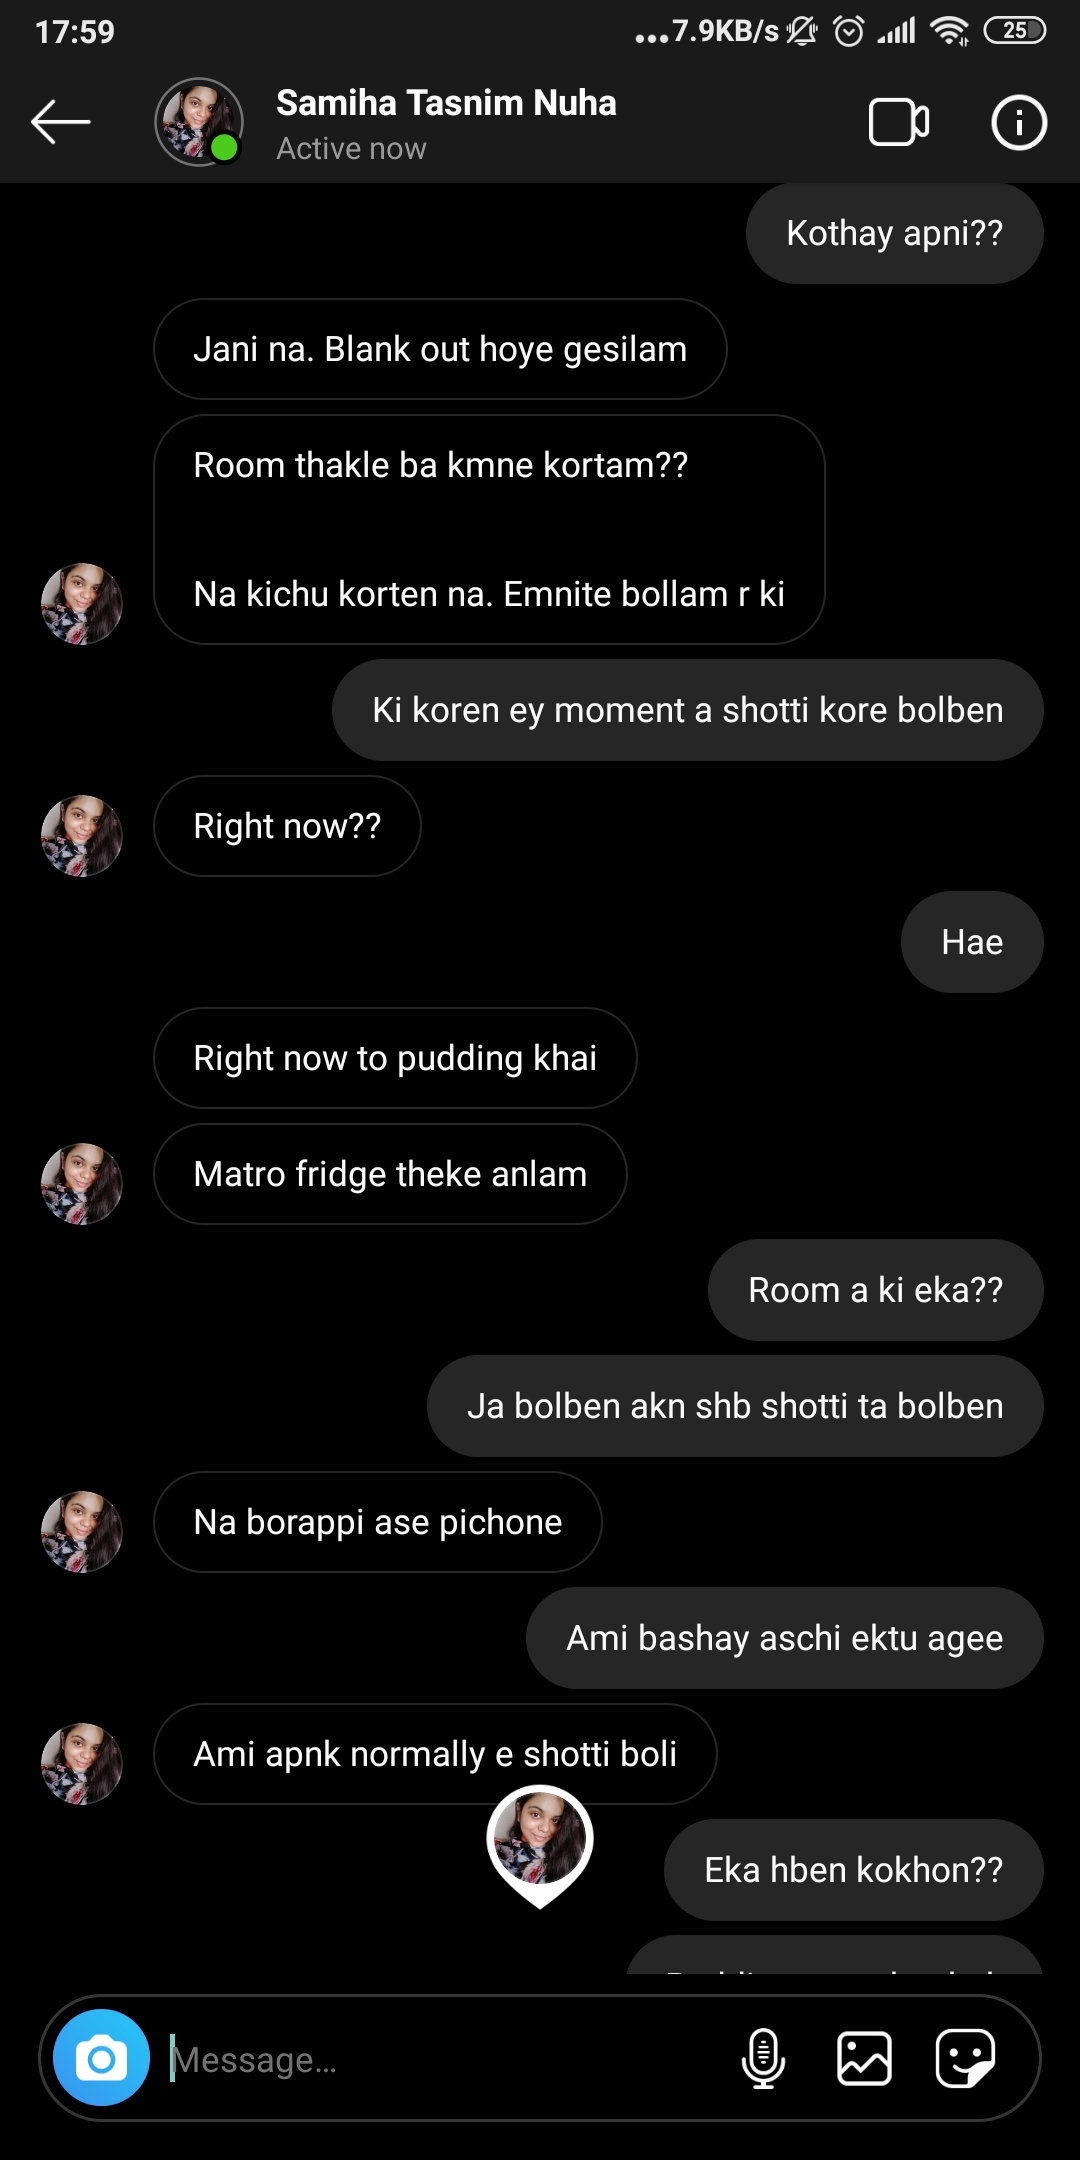 17:59
...7.9KB/s
25
Samiha Tasnim Nuha
Active now
Kothay apni??
Jani na. Blank out hoye gesilam
Room thakle ba kmne kortam??
Na kichu korten na. Emnite bollam r ki
Ki koren ey moment a shotti kore bolben
Right now??
Hae
Right now to pudding khai
Matro fridge theke anlam
Room a ki eka??
Ja bolben akn shb shotti ta bolben
Na borappi ase pichone
Ami bashay aschi ektu agee
Ami apnk normally e shotti boli
Eka hben kokhon??
Message...